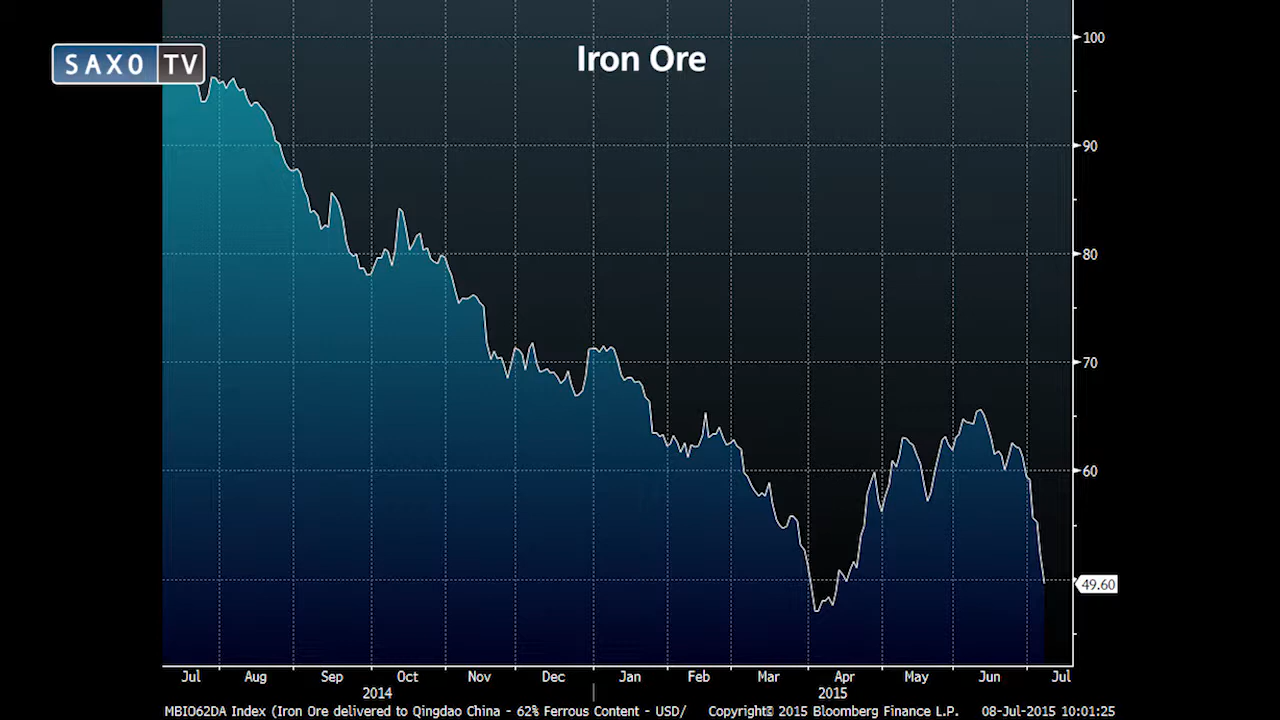 SAXO TV
Iron Ore
100
90
80
70
60
49.60
Jul Aug Sep Oct Nov Dec Jan Feb Mar Apr May Jun Jul
2014 2015
MBIO62DA Index (Iron Ore delivered to Qingdao China - 62% Ferrous Content - USD/ Copyright© 2015 Bloomberg Finance L.P. 08-Jul-2015 10:01:25